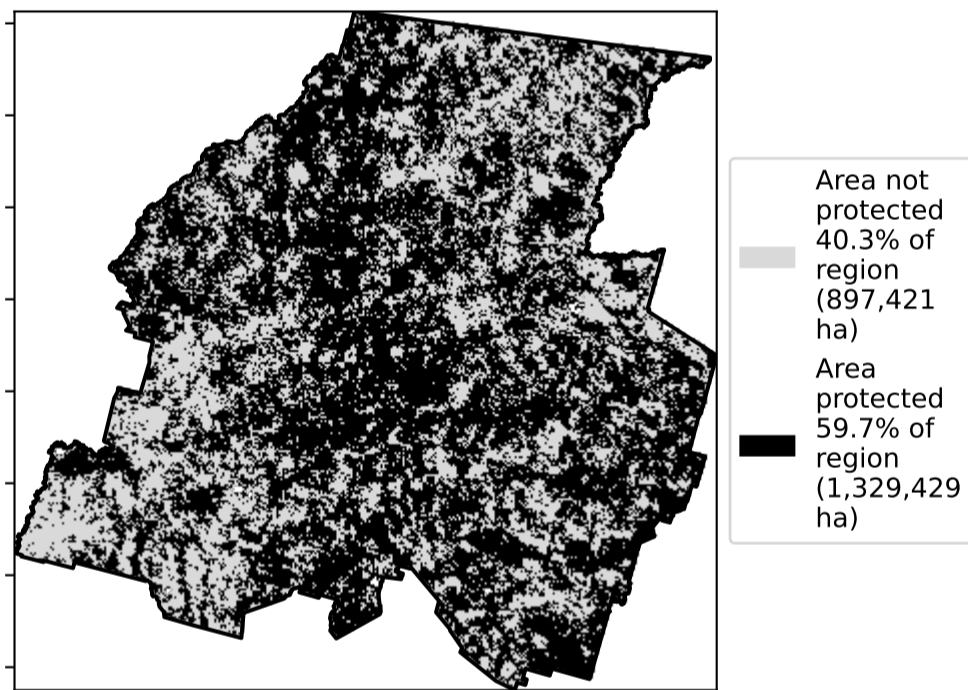 Area not
protected
40.3% of
region
(897,421
ha)
Area
protected
59.7% of
region
(1,329,429
ha)